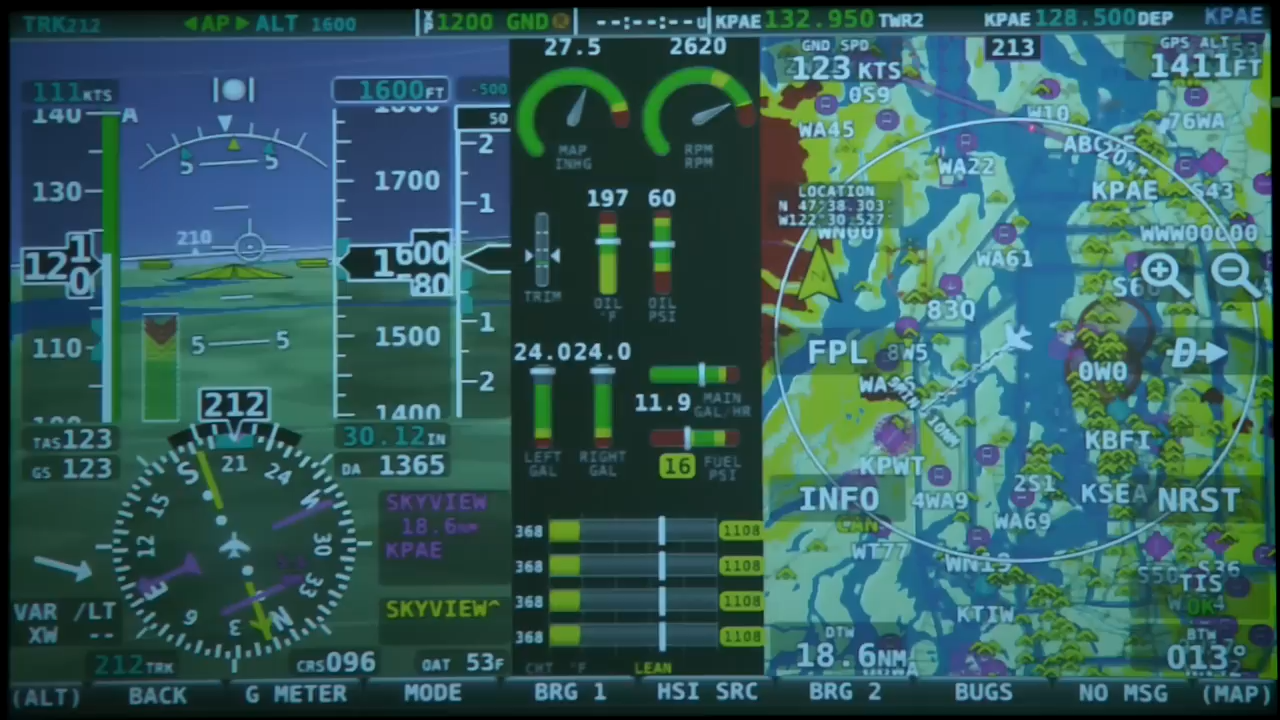 TRK212 ◄AP► ALT 1600 1200 GND --:--:--U KPAE 132.950 TWR2 KPAE 128.500 DEP KPAE
27.5 2620
MAP INHG
RPM RPM
197 60
TRIM
OIL °F
OIL PSI
24.0 24.0
11.9 MAIN GAL/HR
LEFT GAL
RIGHT GAL
16 FUEL PSI
368 1108
368 1108
368 1108
368 1108
CHT °F LEAN
111KTS
140
A
130
110
1600FT
1700
1500
1400
-500
50
2
1
1
2
5 5
210
5 5
212
TAS 123
GS 123
30.12IN
DA 1365
S 21 24 30 33 N 3 6 E 12 15
SKYVIEW
18.6NM
KPAE
SKYVIEW^
VAR /LT
XW --
212TRK
CRS096
OAT 53F
GND SPD
123 KTS
213
GPS ALT
1411FT
0S9
W10
76WA
WA45
ABC
20NM
WA22
KPAE
S43
LOCATION
N 47°38.303'
W122°30.527'
WA61
83Q
FPL
8W5
0W0
D
10NM
KBFI
KPWT
INFO
4WA9
2S1
KSEA
NRST
CAN
WA69
WT77
WN19
S36
TIS
OK
KTIW
DTW
18.6NM
BTW
013°
(ALT) BACK G METER MODE BRG 1 HSI SRC BRG 2 BUGS NO MSG (MAP)